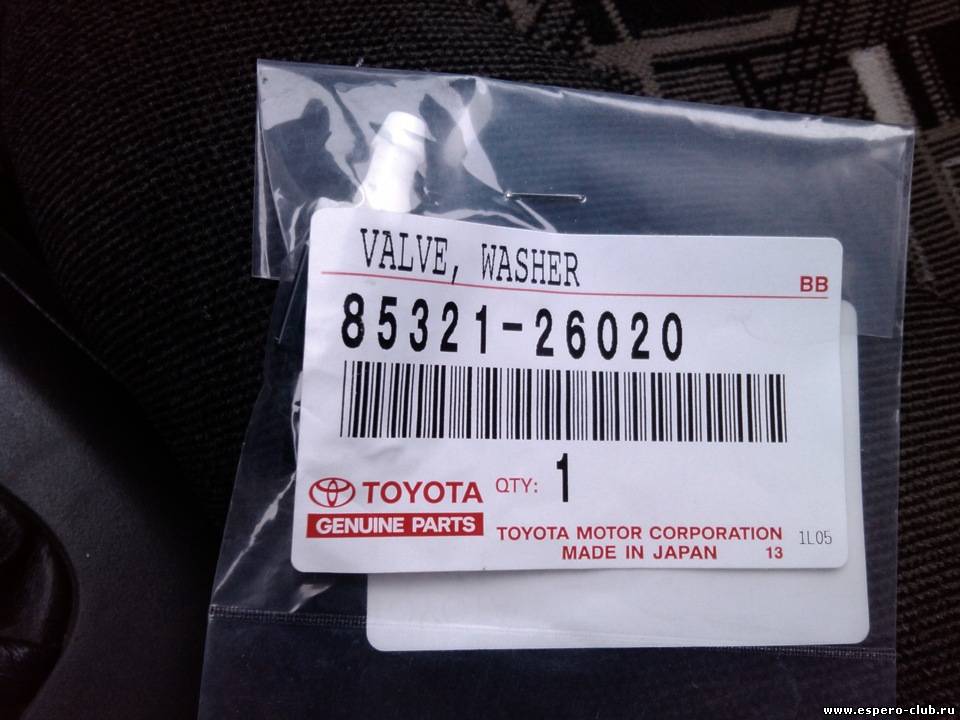 VALVE, WASHER
BB
85321-26020
TOYOTA QTY: 1
GENUINE PARTS
TOYOTA MOTOR CORPORATION 1L05
MADE IN JAPAN 13
www.espero-club.ru